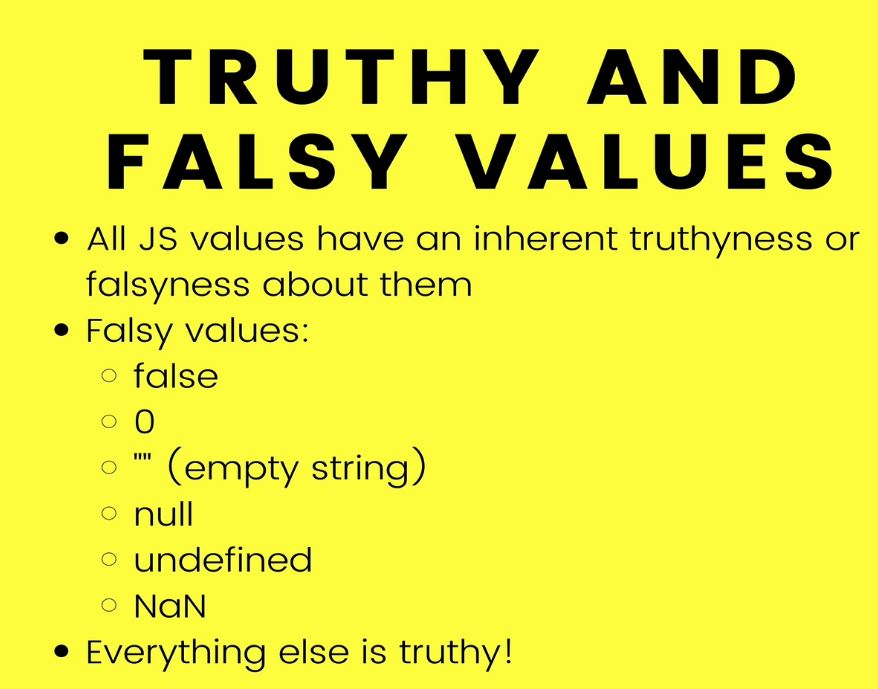 TRUTHY AND
FALSY VALUES
• All JS values have an inherent truthyness or
falsyness about them
• Falsy values:
○ false
○ 0
○ "" (empty string)
○ null
○ undefined
○ NaN
• Everything else is truthy!